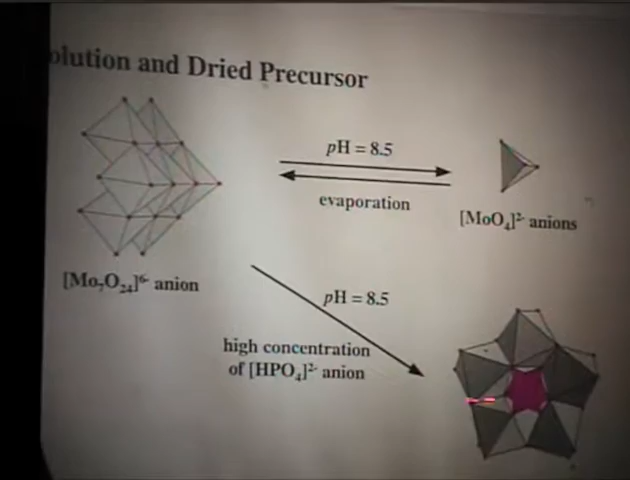 olution and Dried Precursor
pH = 8.5
evaporation
[MoO₄]²⁻ anions
[Mo₇O₂₄]⁶⁻ anion
pH = 8.5
high concentration
of [HPO₄]²⁻ anion